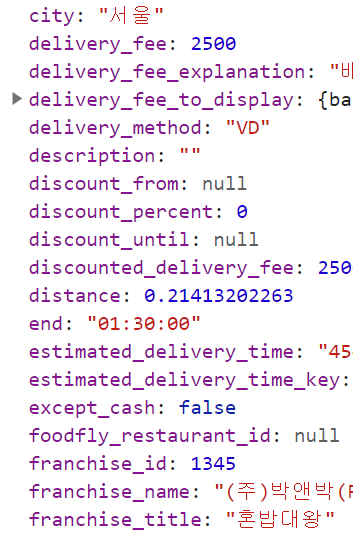 city: "서울"
delivery_fee: 2500
delivery_fee_explanation:
delivery_fee_to_display: {ba
delivery_method: "VD"
description: ""
discount_from: null
discount_percent: 0
discount_until: null
discounted_delivery_fee: 250
distance: 0.21413202263
end: "01:30:00"
estimated_delivery_time: "45
estimated_delivery_time_key:
except_cash: false
foodfly_restaurant_id: null
franchise_id: 1345
franchise_name: "(주)박앤박(
franchise_title: "혼밥대왕"